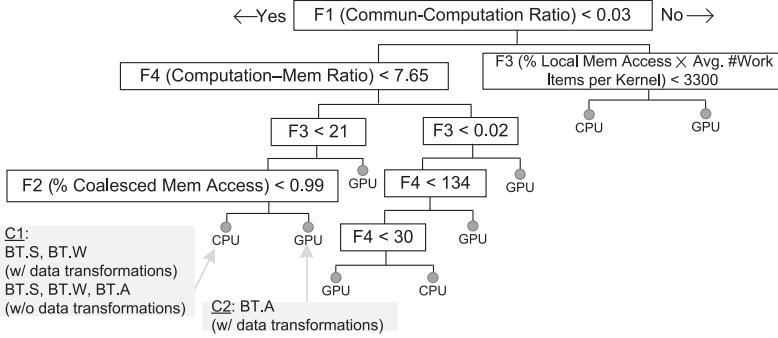 Yes
F1 (Commun-Computation Ratio) < 0.03
No
F4 (Computation–Mem Ratio) < 7.65
F3 (% Local Mem Access × Avg. #Work
Items per Kernel) < 3300
CPU
GPU
F3 < 21
F3 < 0.02
F2 (% Coalesced Mem Access) < 0.99
GPU
F4 < 134
GPU
CPU
GPU
F4 < 30
GPU
GPU
CPU
C1:
BT.S, BT.W
(w/ data transformations)
BT.S, BT.W, BT.A
(w/o data transformations)
C2: BT.A
(w/ data transformations)